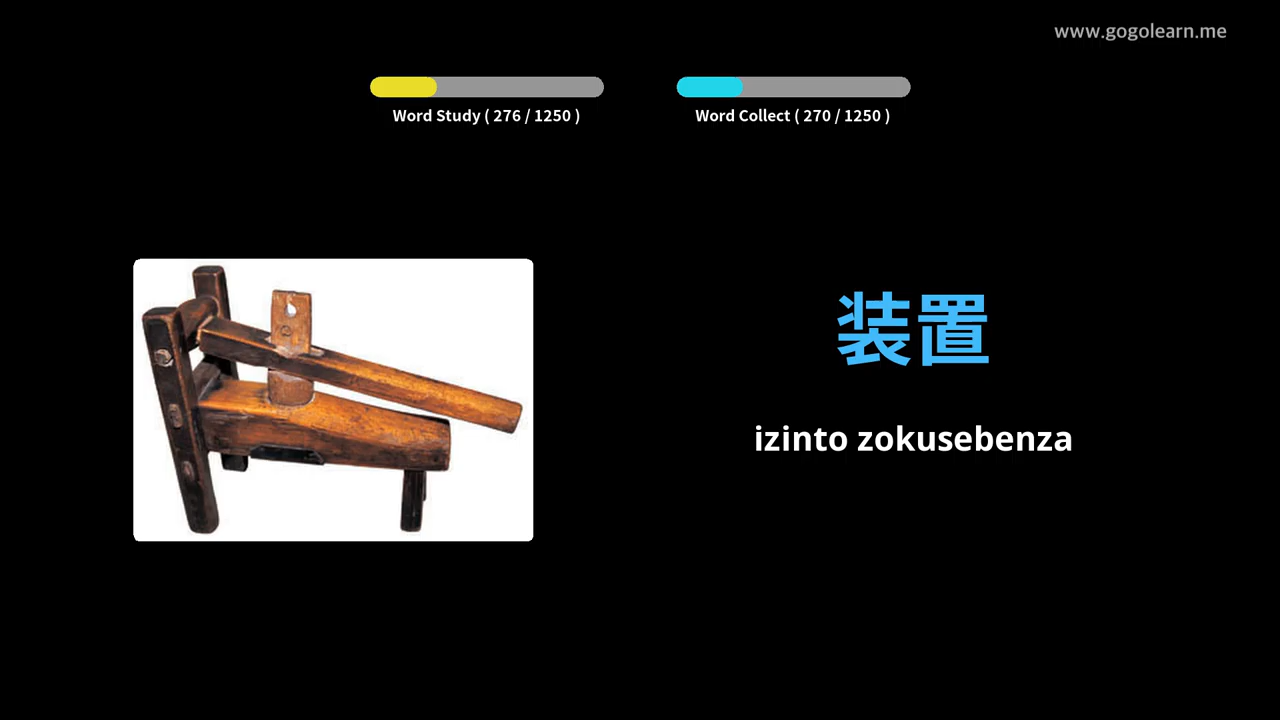 www.gogolearn.me
Word Study ( 276 / 1250 )
Word Collect ( 270 / 1250 )
装置
izinto zokusebenza